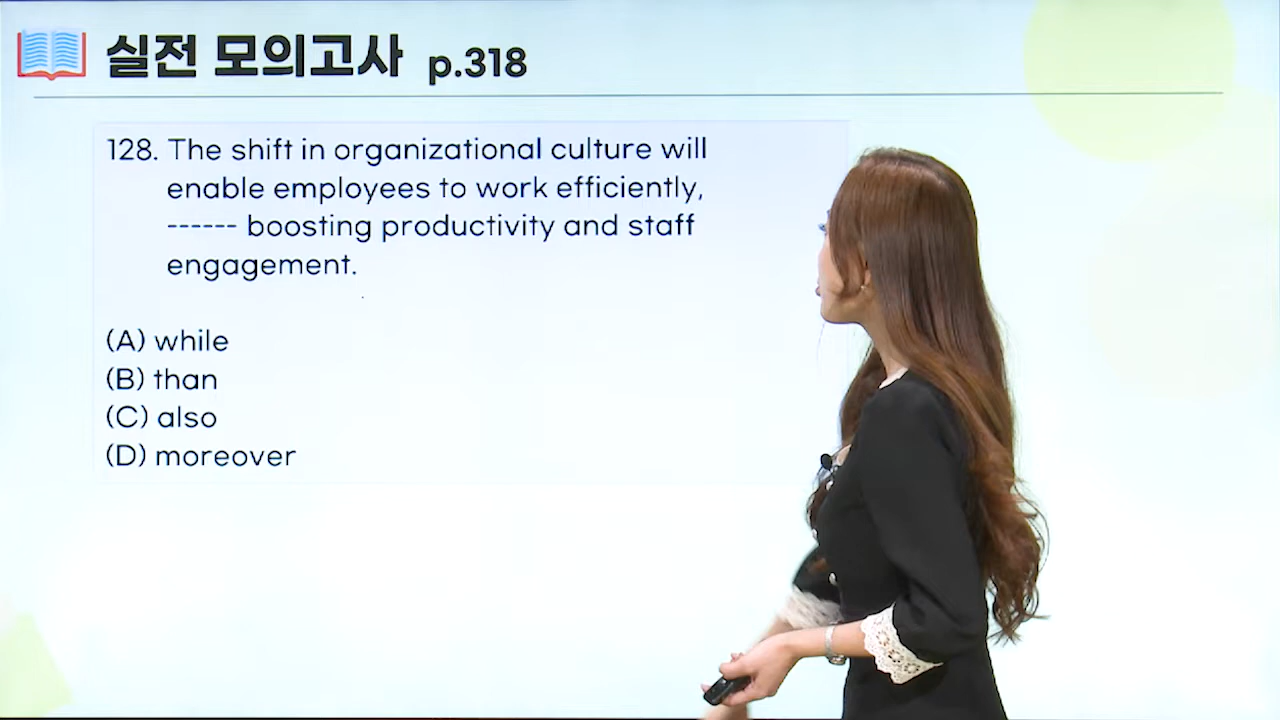 실전 모의고사 p.318
128. The shift in organizational culture will
enable employees to work efficiently,
------ boosting productivity and staff
engagement.
(A) while
(B) than
(C) also
(D) moreover